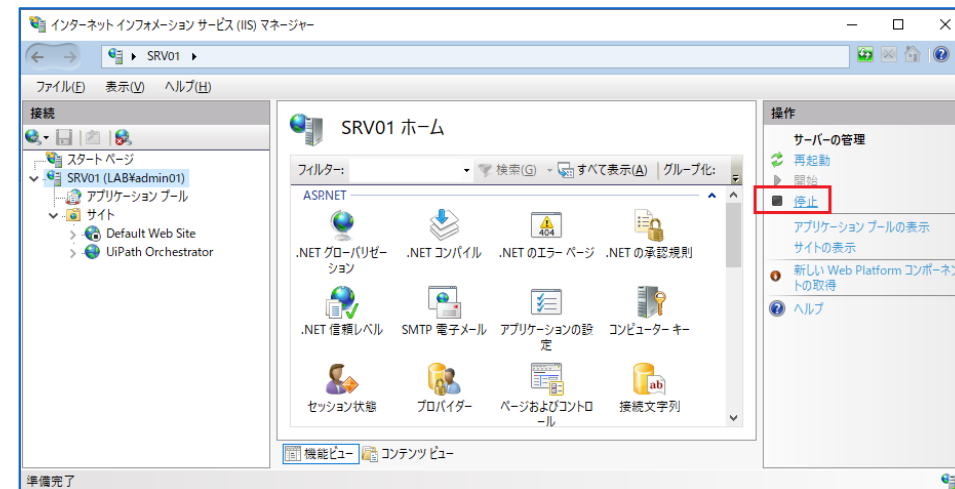 インターネット インフォメーション サービス (IIS) マネージャー
SRV01
ファイル(F) 表示(V) ヘルプ(H)
接続
スタート ページ
SRV01 (LAB¥admin01)
アプリケーション プール
サイト
Default Web Site
UiPath Orchestrator
SRV01 ホーム
フィルター: 検索(G) すべて表示(A) グループ化:
ASP.NET
.NET グローバリゼー
ション
.NET コンパイル
.NET のエラー ページ
.NET の承認規則
404
.NET 信頼レベル
SMTP 電子メール
アプリケーションの設
定
コンピューター キー
セッション状態
プロバイダー
ページおよびコントロ
ール
接続文字列
ab
機能ビュー コンテンツ ビュー
操作
サーバーの管理
再起動
開始
停止
アプリケーション プールの表示
サイトの表示
新しい Web Platform コンポーネン
トの取得
ヘルプ
準備完了